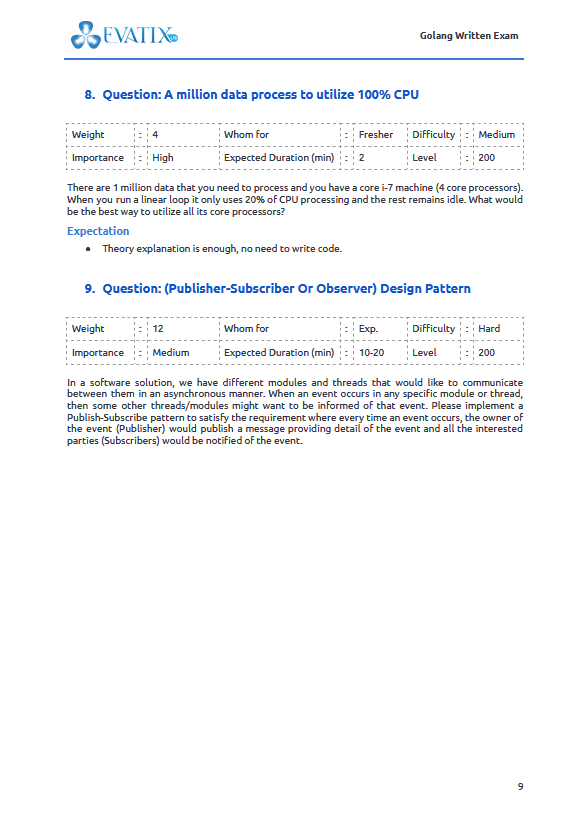 EVATIX LTD
Golang Written Exam
8. Question: A million data process to utilize 100% CPU
Weight : 4 Whom for : Fresher Difficulty : Medium
Importance : High Expected Duration (min) : 2 Level : 200
There are 1 million data that you need to process and you have a core i-7 machine (4 core processors).
When you run a linear loop it only uses 20% of CPU processing and the rest remains idle. What would
be the best way to utilize all its core processors?
Expectation
● Theory explanation is enough, no need to write code.
9. Question: (Publisher-Subscriber Or Observer) Design Pattern
Weight : 12 Whom for : Exp. Difficulty : Hard
Importance : Medium Expected Duration (min) : 10-20 Level : 200
In a software solution, we have different modules and threads that would like to communicate
between them in an asynchronous manner. When an event occurs in any specific module or thread,
then some other threads/modules might want to be informed of that event. Please implement a
Publish-Subscribe pattern to satisfy the requirement where every time an event occurs, the owner of
the event (Publisher) would publish a message providing detail of the event and all the interested
parties (Subscribers) would be notified of the event.
9